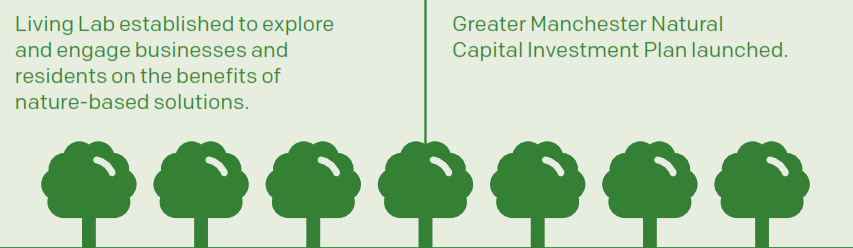 Living Lab established to explore
and engage businesses and
residents on the benefits of
nature-based solutions.
Greater Manchester Natural
Capital Investment Plan launched.